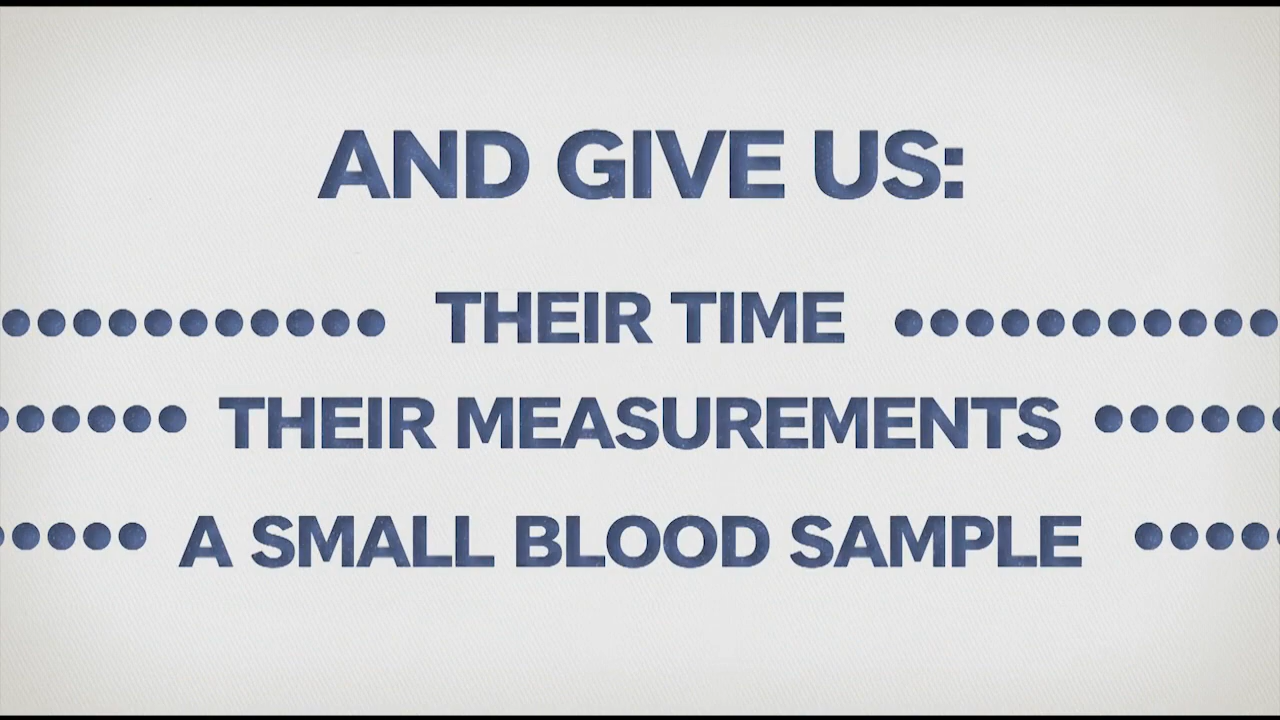 AND GIVE US:
THEIR TIME
THEIR MEASUREMENTS
A SMALL BLOOD SAMPLE